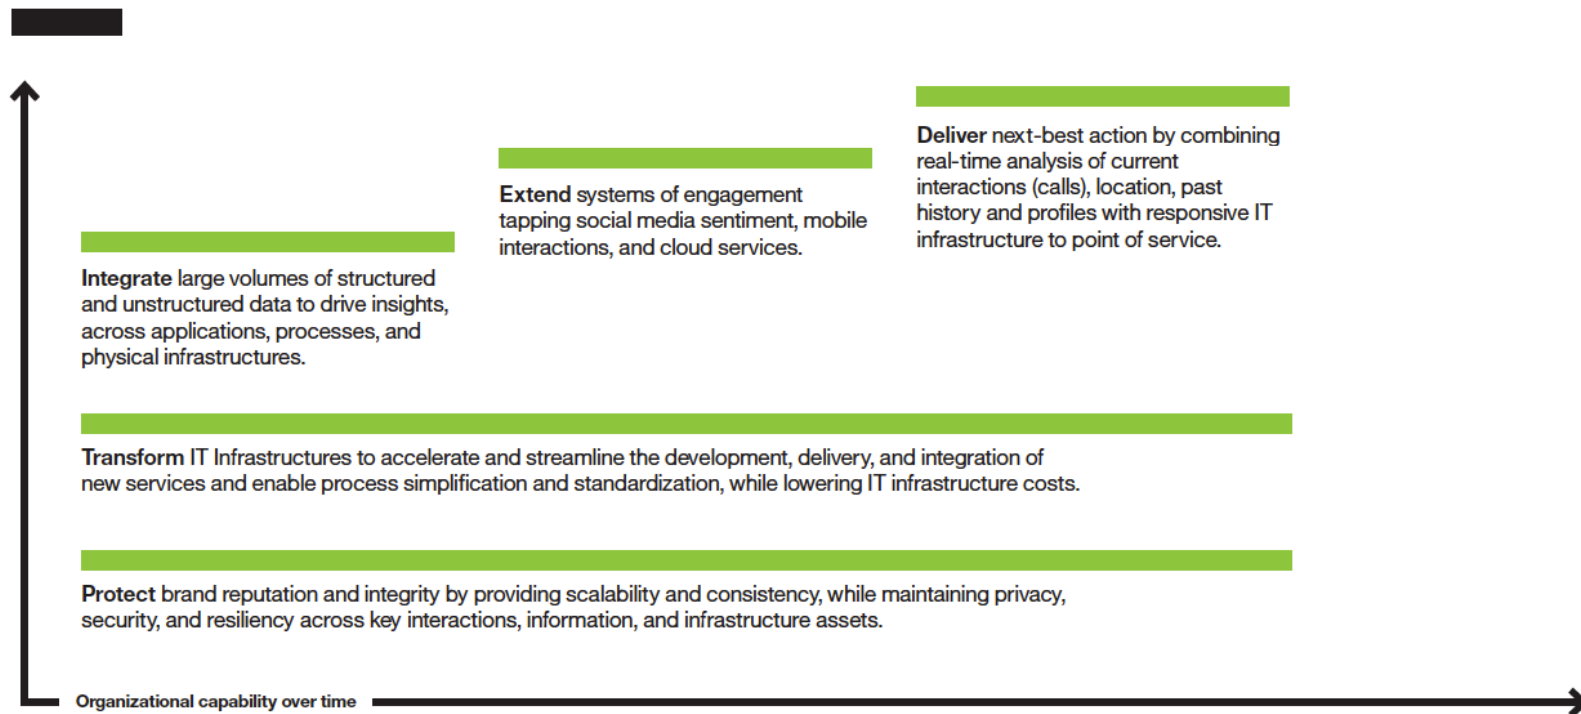 Integrate large volumes of structured
and unstructured data to drive insights,
across applications, processes, and
physical infrastructures.
Extend systems of engagement
tapping social media sentiment, mobile
interactions, and cloud services.
Deliver next-best action by combining
real-time analysis of current
interactions (calls), location, past
history and profiles with responsive IT
infrastructure to point of service.
Transform IT Infrastructures to accelerate and streamline the development, delivery, and integration of
new services and enable process simplification and standardization, while lowering IT infrastructure costs.
Protect brand reputation and integrity by providing scalability and consistency, while maintaining privacy,
security, and resiliency across key interactions, information, and infrastructure assets.
Organizational capability over time